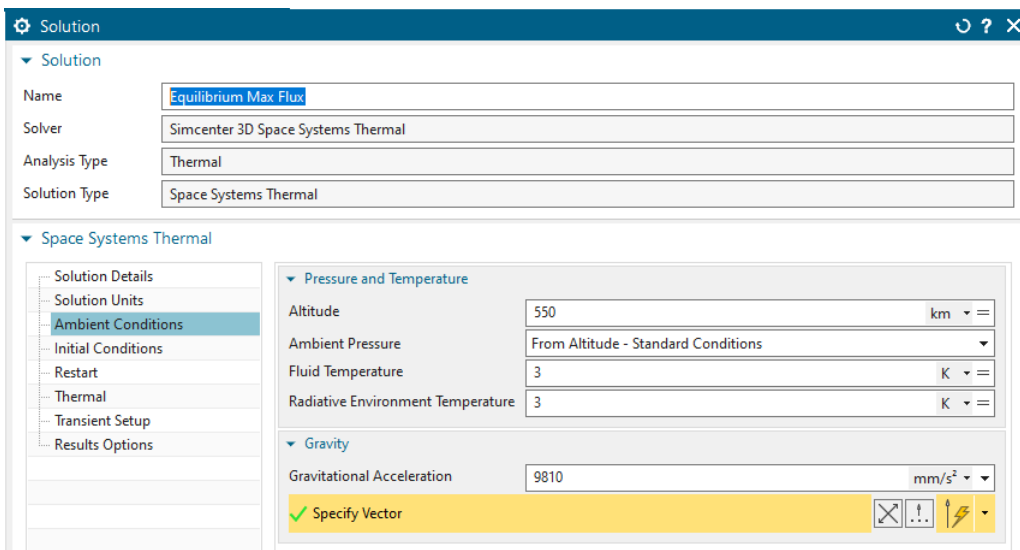 Solution
?
Solution
Name Equilibrium Max Flux
Solver Simcenter 3D Space Systems Thermal
Analysis Type Thermal
Solution Type Space Systems Thermal
Space Systems Thermal
Solution Details
Solution Units
Ambient Conditions
Initial Conditions
Restart
Thermal
Transient Setup
Results Options
Pressure and Temperature
Altitude 550 km =
Ambient Pressure From Altitude - Standard Conditions
Fluid Temperature 3 K =
Radiative Environment Temperature 3 K =
Gravity
Gravitational Acceleration 9810 mm/s²
Specify Vector